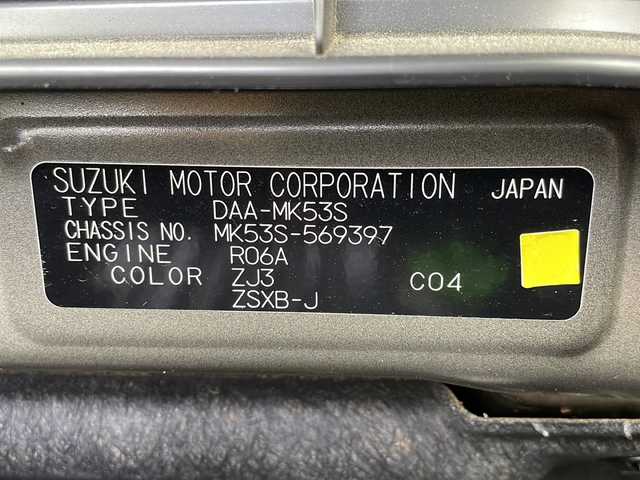 SUZUKI MOTOR CORPORATION JAPAN
TYPE DAA-MK53S
CHASSIS NO. MK53S-569397
ENGINE R06A
COLOR ZJ3 C04
ZSXB-J